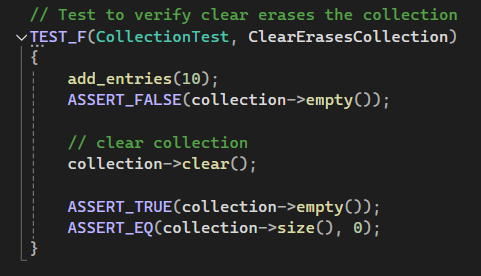 // Test to verify clear erases the collection
TEST_F(CollectionTest, ClearErasesCollection)
{
    add_entries(10);
    ASSERT_FALSE(collection->empty());

    // clear collection
    collection->clear();

    ASSERT_TRUE(collection->empty());
    ASSERT_EQ(collection->size(), 0);
}